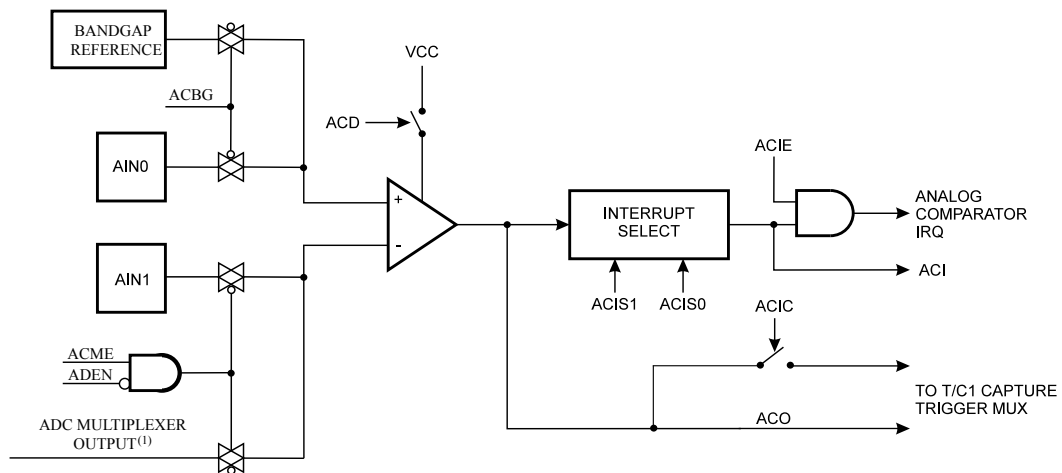 BANDGAP
REFERENCE
VCC
ACBG
ACD
AIN0
ACIE
+
-
INTERRUPT
SELECT
ANALOG
COMPARATOR
IRQ
AIN1
ACI
ACIS1 ACIS0
ACIC
ACME
ADEN
TO T/C1 CAPTURE
TRIGGER MUX
ADC MULTIPLEXER
OUTPUT(1)
ACO